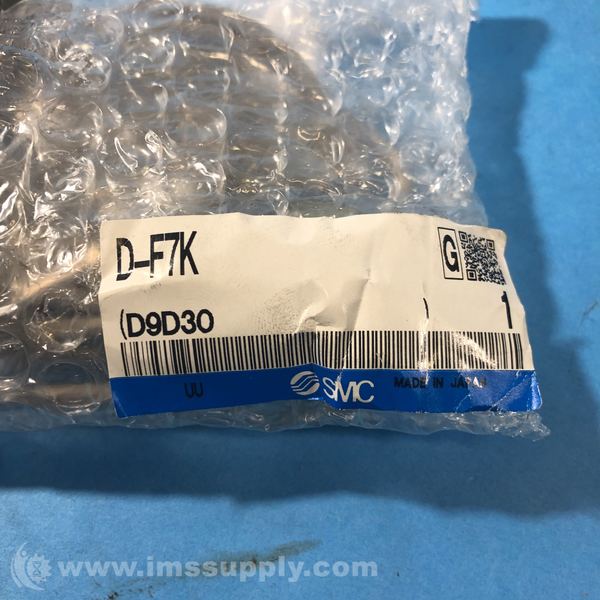 D-F7K
G
(D9D30 ) 1
UU SMC MADE IN JAPAN
www.imssupply.com